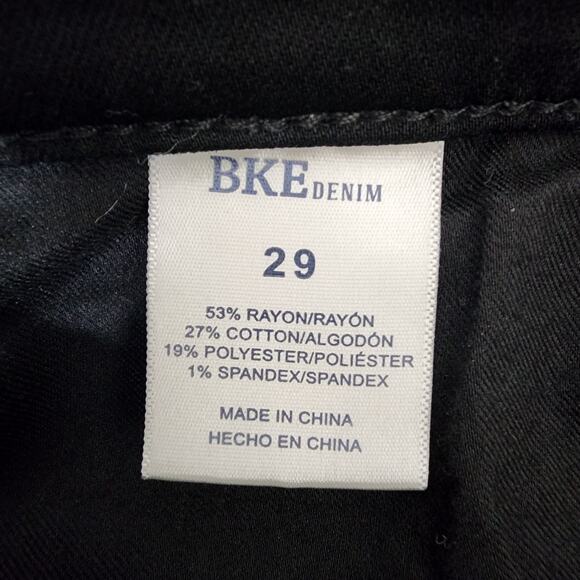 BKE DENIM
29
53% RAYON/RAYÓN
27% COTTON/ALGODÓN
19% POLYESTER/POLIÉSTER
1% SPANDEX/SPANDEX
MADE IN CHINA
HECHO EN CHINA